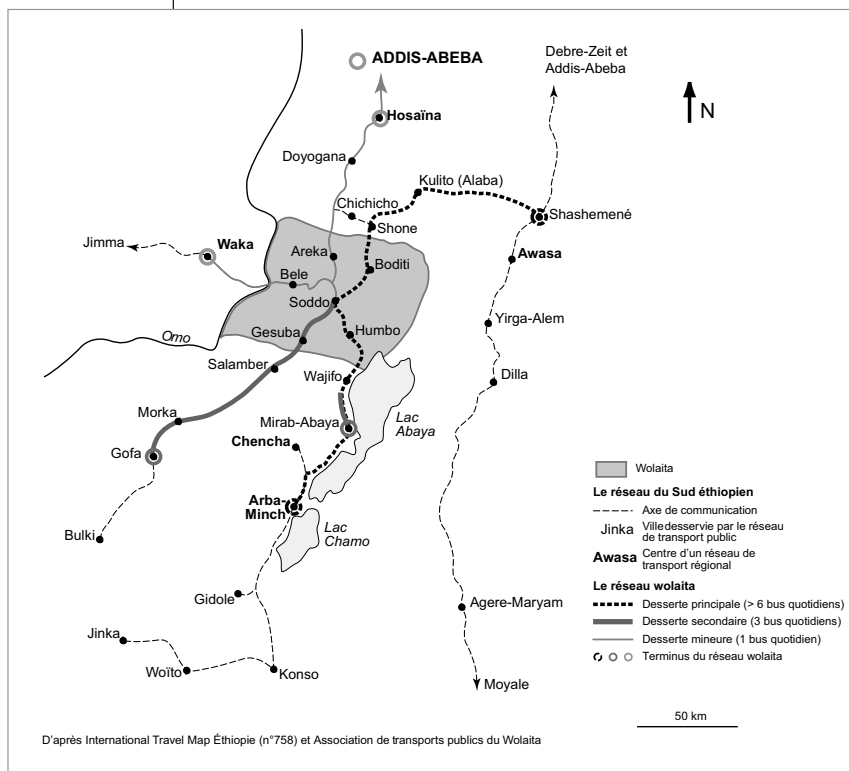 Debre-Zeit et
Addis-Abeba
ADDIS-ABEBA
N
Hosaïna
Doyogana
Kulito (Alaba)
Chichicho
Shashemené
Shone
Jimma
Waka
Areka
Awasa
Boditi
Bele
Soddo
Yirga-Alem
Omo
Gesuba
Humbo
Salamber
Wajifo
Dilla
Morka
Mirab-Abaya
Lac
Abaya
Chencha
Gofa
Arba-
Minch
Bulki
Lac
Chamo
Gidole
Agere-Maryam
Jinka
Woïto
Konso
Moyale
Wolaita
Le réseau du Sud éthiopien
Axe de communication
Jinka Villedesservie par le réseau
de transport public
Awasa Centre d'un réseau de
transport régional
Le réseau wolaita
Desserte principale (> 6 bus quotidiens)
Desserte secondaire (3 bus quotidiens)
Desserte mineure (1 bus quotidien)
Terminus du réseau wolaita
50 km
D'après International Travel Map Éthiopie (n°758) et Association de transports publics du Wolaita